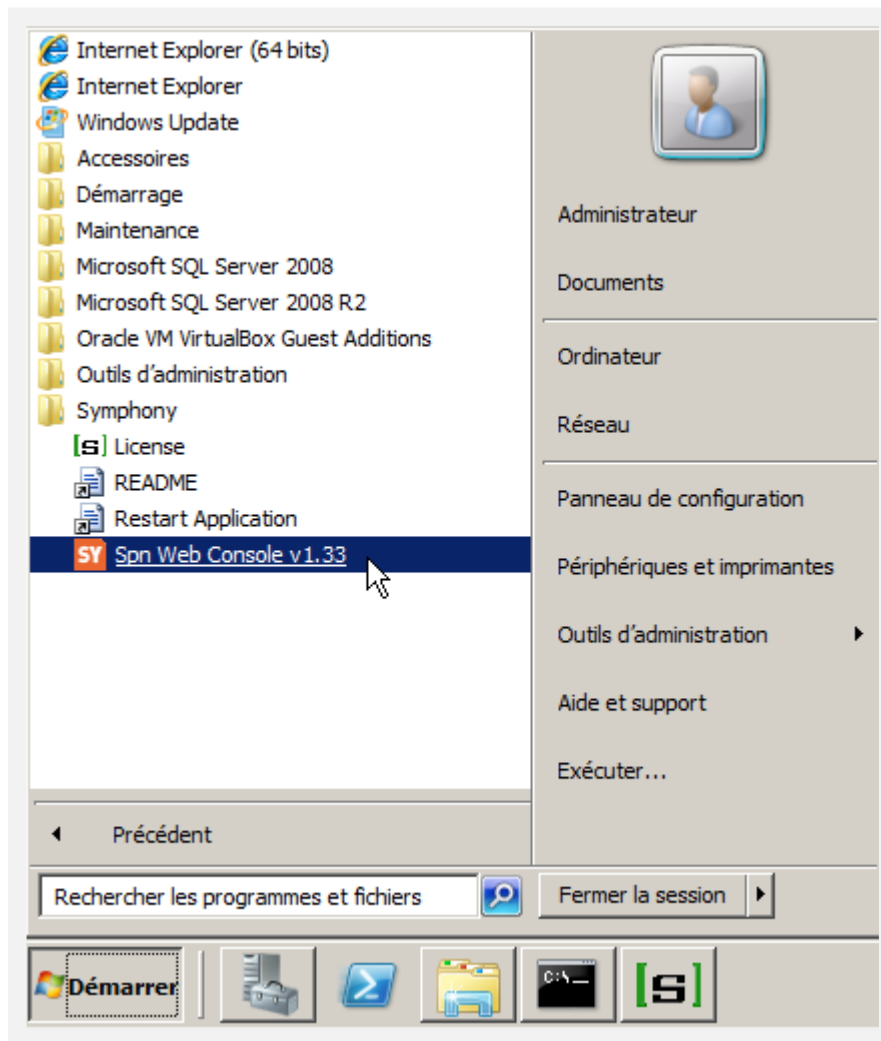 Internet Explorer (64 bits)
Internet Explorer
Windows Update
Accessoires
Démarrage
Maintenance
Microsoft SQL Server 2008
Microsoft SQL Server 2008 R2
Oracle VM VirtualBox Guest Additions
Outils d'administration
Symphony
[S] License
README
Restart Application
SY Spn Web Console v1.33
Précédent
Rechercher les programmes et fichiers
Administrateur
Documents
Ordinateur
Réseau
Panneau de configuration
Périphériques et imprimantes
Outils d'administration
Aide et support
Exécuter...
Fermer la session
Démarrer
C:\_
[S]